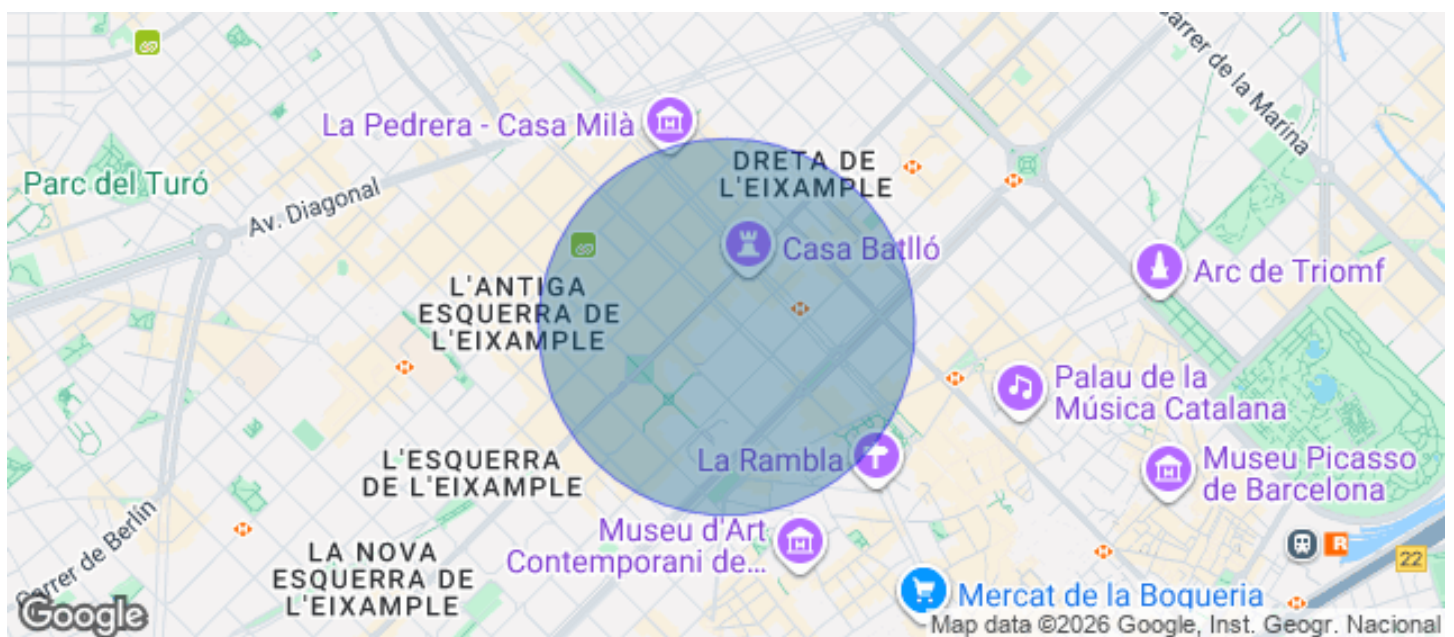 Carrer de la Marina
La Pedrera - Casa Milà
DRETA DE
L'EIXAMPLE
Parc del Turó
Av. Diagonal
Casa Batlló
Arc de Triomf
L'ANTIGA
ESQUERRA DE
L'EIXAMPLE
Palau de la
Música Catalana
L'ESQUERRA
DE L'EIXAMPLE
La Rambla
Museu Picasso
de Barcelona
Carrer de Berlín
Museu d'Art
Contemporani de...
R
22
LA NOVA
ESQUERRA DE
L'EIXAMPLE
Mercat de la Boqueria
Google
Map data ©2026 Google, Inst. Geogr. Nacional